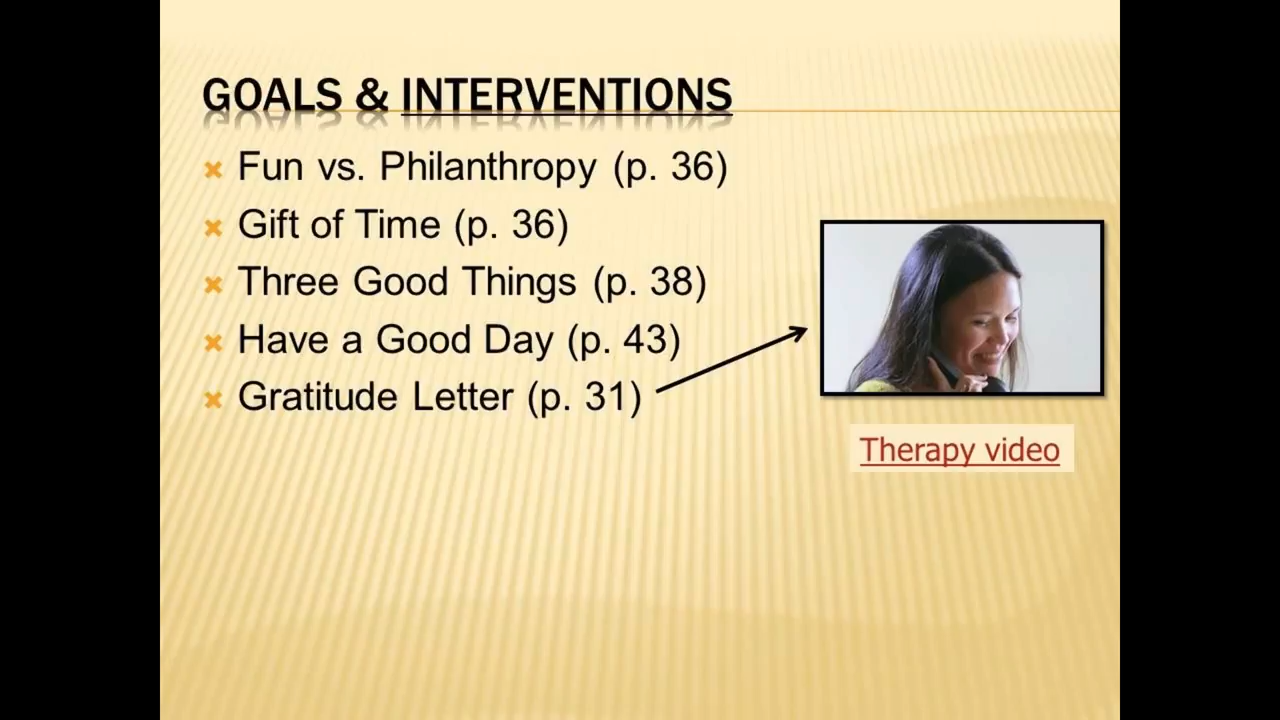 GOALS & INTERVENTIONS
Fun vs. Philanthropy (p. 36)
Gift of Time (p. 36)
Three Good Things (p. 38)
Have a Good Day (p. 43)
Gratitude Letter (p. 31)
Therapy video